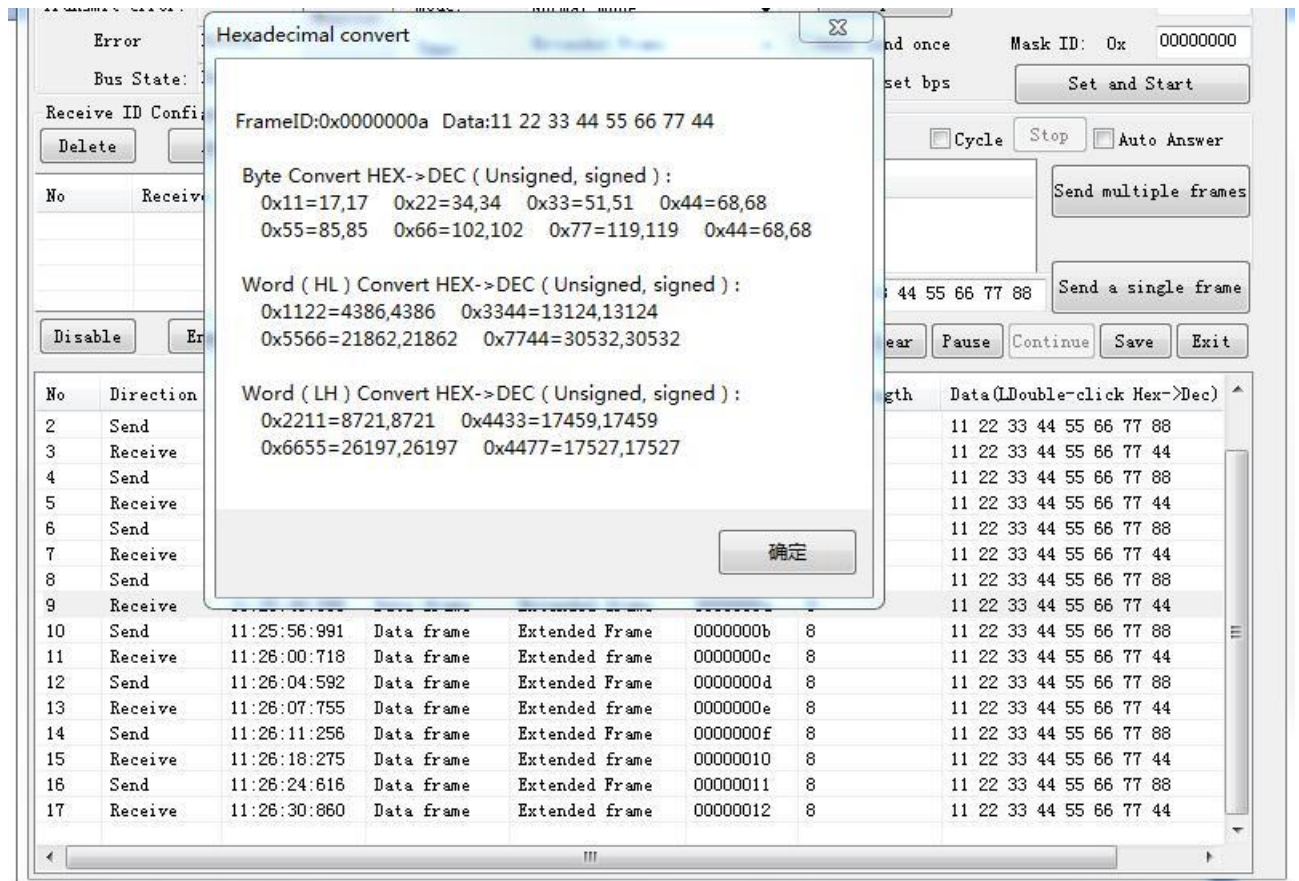 Hexadecimal convert
Error
nd once Mask ID: 0x 00000000
Bus State:
set bps Set and Start
Receive ID Config
Delete
Cycle Stop Auto Answer
FrameID:0x0000000a Data:11 22 33 44 55 66 77 44
Byte Convert HEX->DEC ( Unsigned, signed ) :
0x11=17,17 0x22=34,34 0x33=51,51 0x44=68,68
0x55=85,85 0x66=102,102 0x77=119,119 0x44=68,68
Word ( HL ) Convert HEX->DEC ( Unsigned, signed ) :
0x1122=4386,4386 0x3344=13124,13124
0x5566=21862,21862 0x7744=30532,30532
Word ( LH ) Convert HEX->DEC ( Unsigned, signed ) :
0x2211=8721,8721 0x4433=17459,17459
0x6655=26197,26197 0x4477=17527,17527
确定
No Receive
Send multiple frames
44 55 66 77 88 Send a single frame
Disable En
ear Pause Continue Save Exit
No Direction gth Data(LDouble-click Hex->Dec)
2 Send 11 22 33 44 55 66 77 88
3 Receive 11 22 33 44 55 66 77 44
4 Send 11 22 33 44 55 66 77 88
5 Receive 11 22 33 44 55 66 77 44
6 Send 11 22 33 44 55 66 77 88
7 Receive 11 22 33 44 55 66 77 44
8 Send 11 22 33 44 55 66 77 88
9 Receive 11 22 33 44 55 66 77 44
10 Send 11:25:56:991 Data frame Extended Frame 0000000b 8 11 22 33 44 55 66 77 88
11 Receive 11:26:00:718 Data frame Extended frame 0000000c 8 11 22 33 44 55 66 77 44
12 Send 11:26:04:592 Data frame Extended Frame 0000000d 8 11 22 33 44 55 66 77 88
13 Receive 11:26:07:755 Data frame Extended frame 0000000e 8 11 22 33 44 55 66 77 44
14 Send 11:26:11:256 Data frame Extended Frame 0000000f 8 11 22 33 44 55 66 77 88
15 Receive 11:26:18:275 Data frame Extended frame 00000010 8 11 22 33 44 55 66 77 44
16 Send 11:26:24:616 Data frame Extended Frame 00000011 8 11 22 33 44 55 66 77 88
17 Receive 11:26:30:860 Data frame Extended frame 00000012 8 11 22 33 44 55 66 77 44